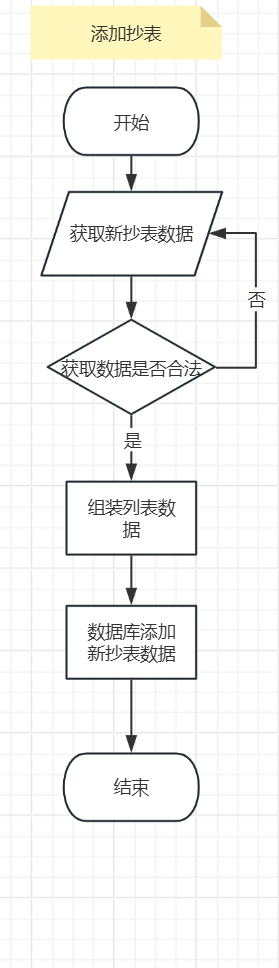 添加抄表
开始
获取新抄表数据
否
获取数据是否合法
是
组装列表数
据
数据库添加
新抄表数据
结束